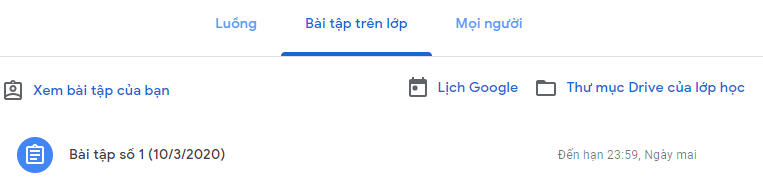 Luồng Bài tập trên lớp Mọi người
Xem bài tập của bạn Lịch Google Thư mục Drive của lớp học
Bài tập số 1 (10/3/2020) Đến hạn 23:59, Ngày mai